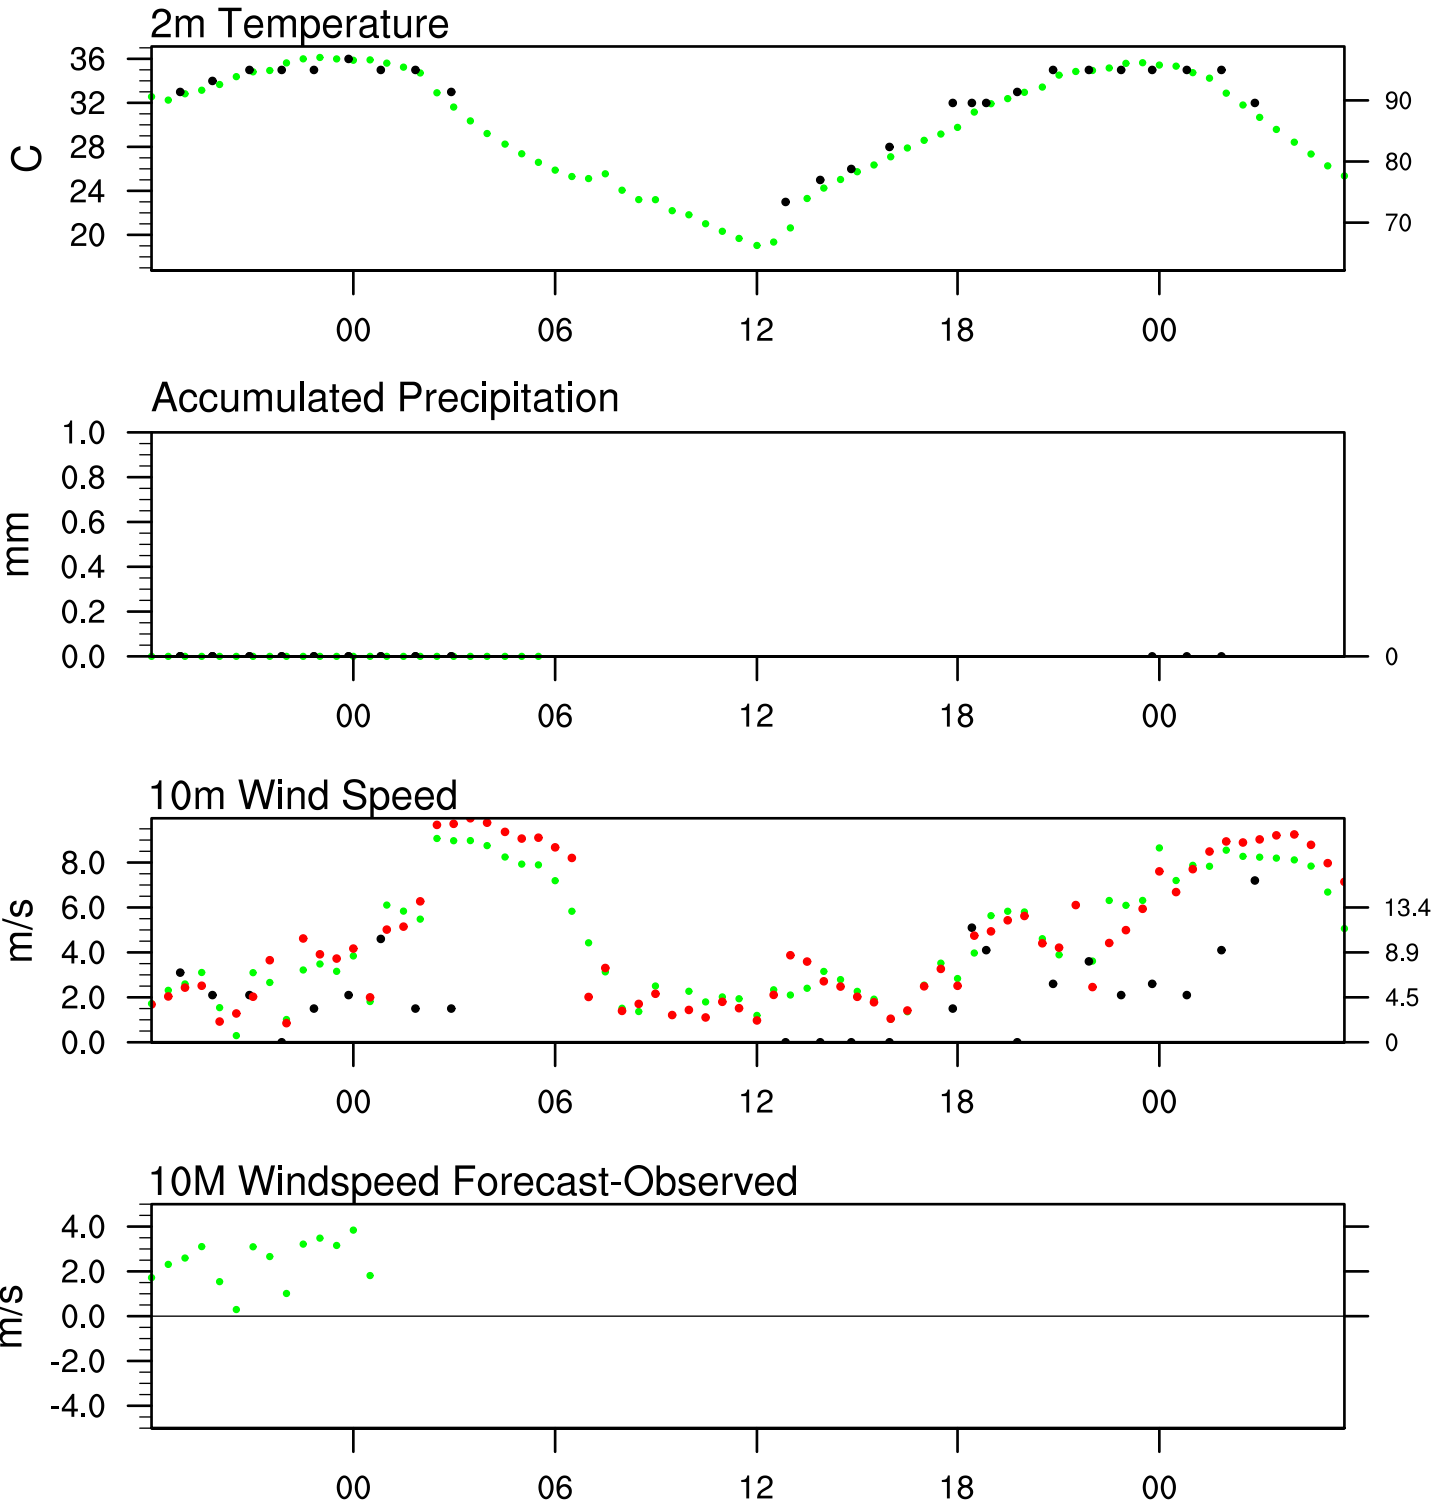 2m Temperature
36
32
28
24
20
C
90
80
70
00 06 12 18 00
Accumulated Precipitation
1.0
0.8
0.6
0.4
0.2
0.0
mm
0
00 06 12 18 00
10m Wind Speed
8.0
6.0
4.0
2.0
0.0
m/s
13.4
8.9
4.5
0
00 06 12 18 00
10M Windspeed Forecast-Observed
4.0
2.0
0.0
-2.0
-4.0
m/s
00 06 12 18 00